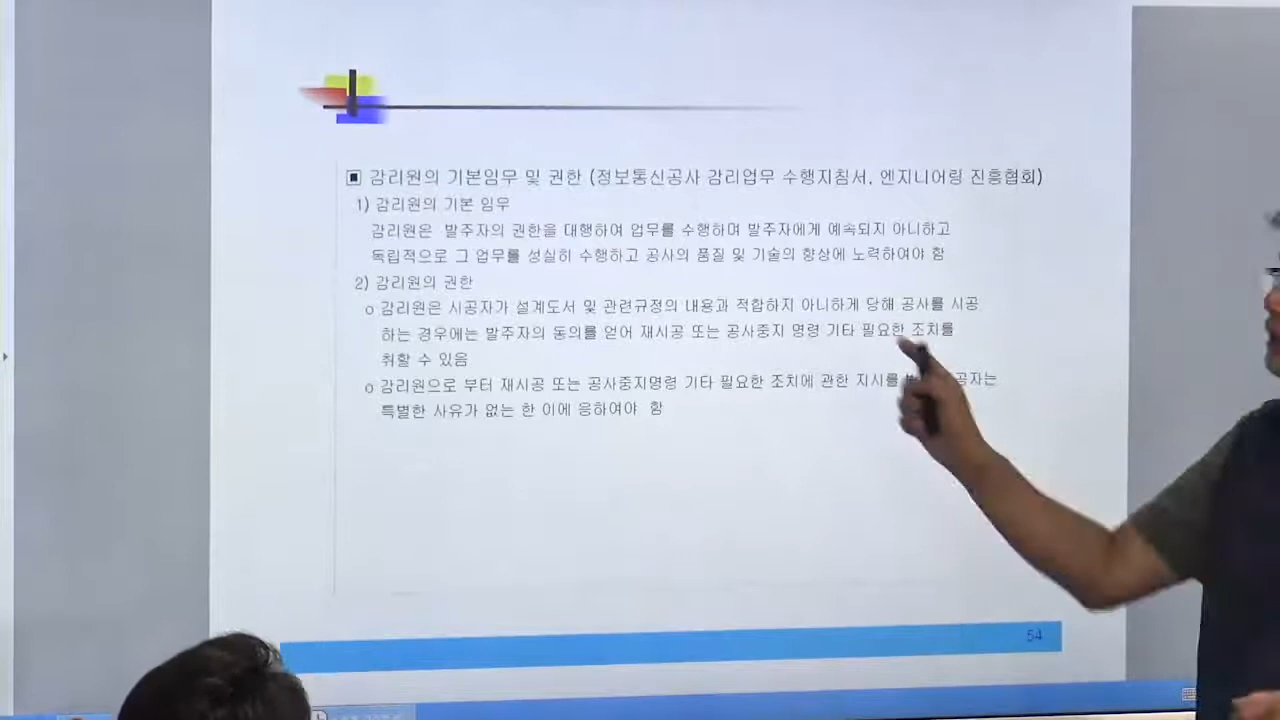 ▣ 감리원의 기본임무 및 권한 (정보통신공사 감리업무 수행지침서, 엔지니어링 진흥협회)
1) 감리원의 기본 임무
감리원은 발주자의 권한을 대행하여 업무를 수행하며 발주자에게 예속되지 아니하고
독립적으로 그 업무를 성실히 수행하고 공사의 품질 및 기술의 향상에 노력하여야 함
2) 감리원의 권한
o 감리원은 시공자가 설계도서 및 관련규정의 내용과 적합하지 아니하게 당해 공사를 시공
하는 경우에는 발주자의 동의를 얻어 재시공 또는 공사중지 명령 기타 필요한 조치를
취할 수 있음
o 감리원으로 부터 재시공 또는 공사중지명령 기타 필요한 조치에 관한 지시를
특별한 사유가 없는 한 이에 응하여야 함
54